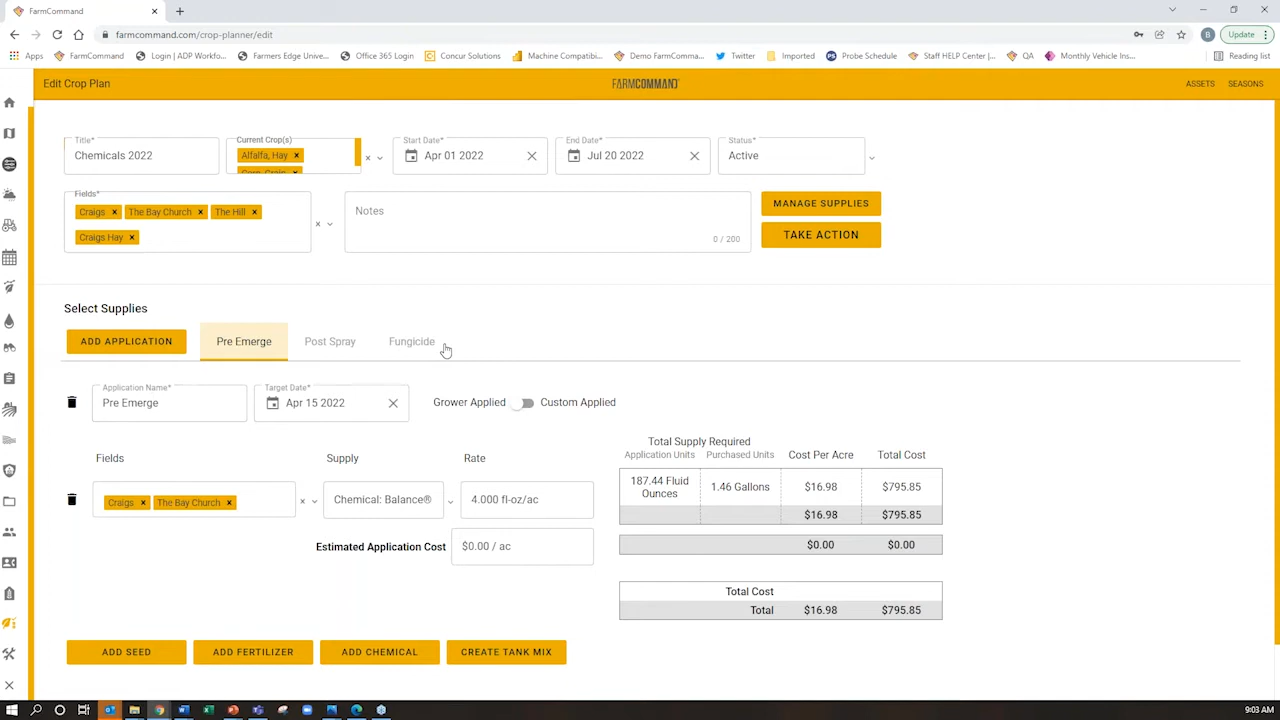 FarmCommand
farmcommand.com/crop-planner/edit
B
Update
Apps
FarmCommand
Login | ADP Workfo...
Farmers Edge Unive...
Office 365 Login
Concur Solutions
Machine Compatibi...
Demo FarmComma...
Twitter
Imported
Probe Schedule
Staff HELP Center |...
QA
Monthly Vehicle Ins...
Reading list
Edit Crop Plan
FARMCOMMAND
ASSETS
SEASONS
Title*
Chemicals 2022
Current Crop(s)
Alfalfa, Hay ×
Corn, Grain ×
Start Date*
Apr 01 2022
End Date*
Jul 20 2022
Status*
Active
Fields*
Craigs × The Bay Church × The Hill ×
Craigs Hay ×
Notes
0 / 200
MANAGE SUPPLIES
TAKE ACTION
Select Supplies
ADD APPLICATION
Pre Emerge
Post Spray
Fungicide
Application Name*
Pre Emerge
Target Date*
Apr 15 2022
Grower Applied
Custom Applied
Fields
Supply
Rate
Total Supply Required
Application Units Purchased Units Cost Per Acre Total Cost
Craigs × The Bay Church ×
Chemical: Balance®
4.000 fl-oz/ac
187.44 Fluid
Ounces
1.46 Gallons
$16.98
$795.85
$16.98
$795.85
Estimated Application Cost
$0.00 / ac
$0.00
$0.00
Total Cost
Total $16.98 $795.85
ADD SEED
ADD FERTILIZER
ADD CHEMICAL
CREATE TANK MIX
9:03 AM